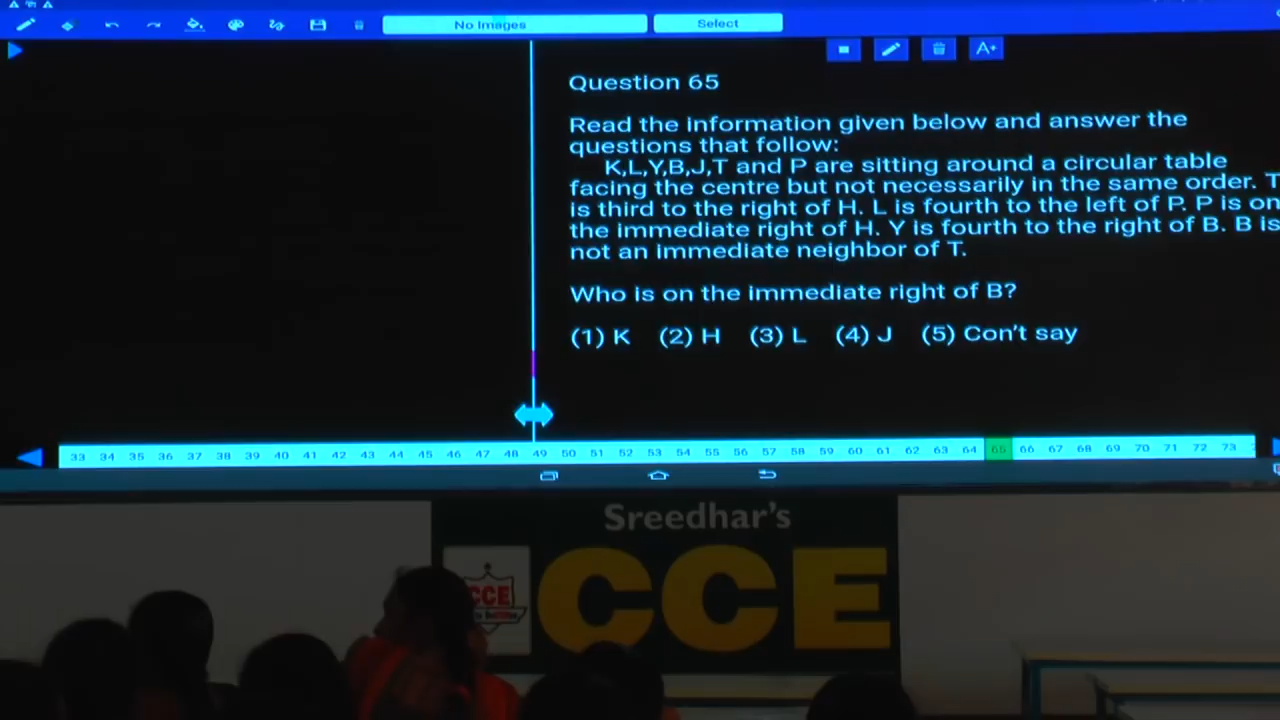 No Images
Select
A+
Question 65
Read the information given below and answer the
questions that follow:
K,L,Y,B,J,T and P are sitting around a circular table
facing the centre but not necessarily in the same order. T
is third to the right of H. L is fourth to the left of P. P is on
the immediate right of H. Y is fourth to the right of B. B is
not an immediate neighbor of T.
Who is on the immediate right of B?
(1) K (2) H (3) L (4) J (5) Con't say
33 34 35 36 37 38 39 40 41 42 43 44 45 46 47 48 49 50 51 52 53 54 55 56 57 58 59 60 61 62 63 64 65 66 67 68 69 70 71 72 73
Sreedhar's
CCE
CCE